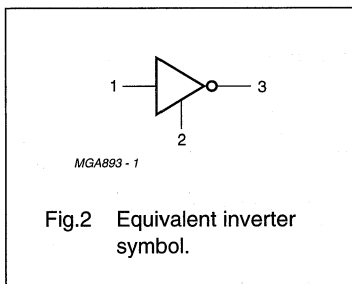 1
3
2
MGA893 - 1
Fig.2 Equivalent inverter
symbol.